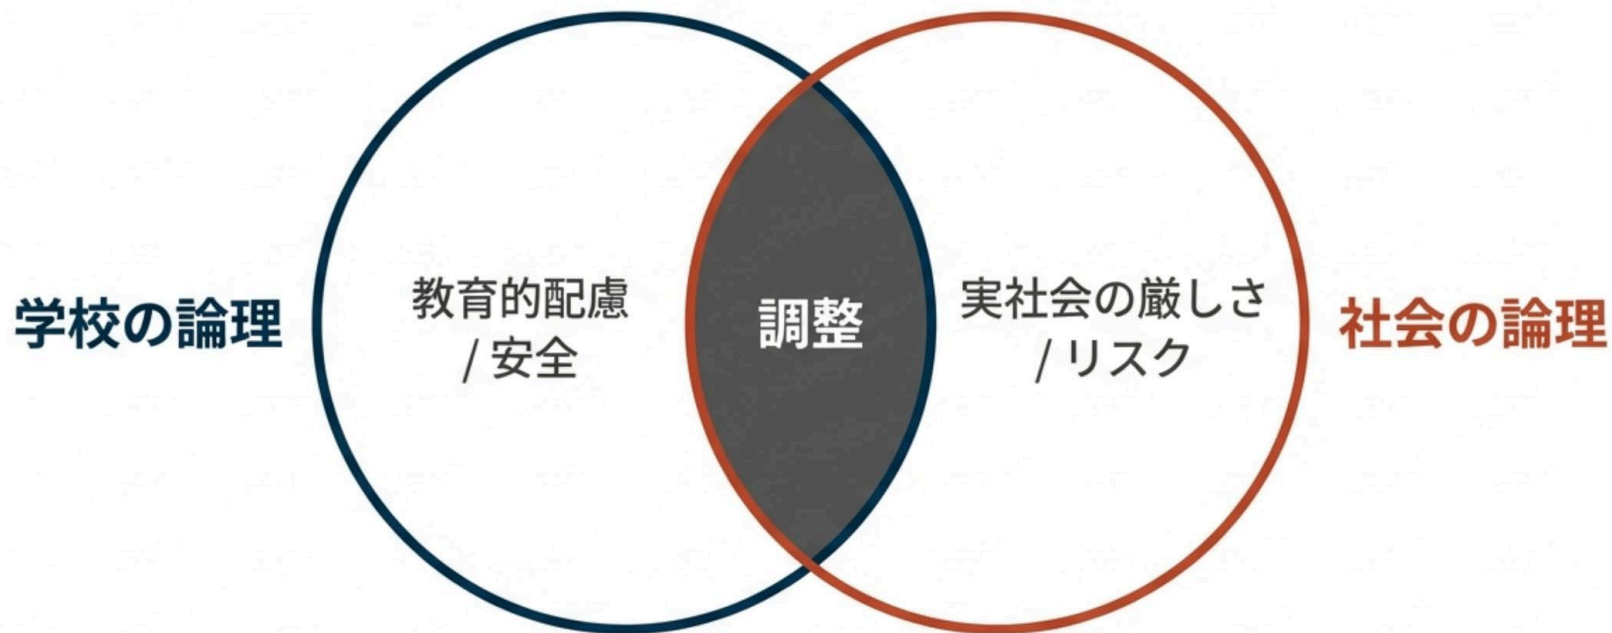 学校の論理
教育的配慮
/ 安全
調整
実社会の厳しさ
/ リスク
社会の論理